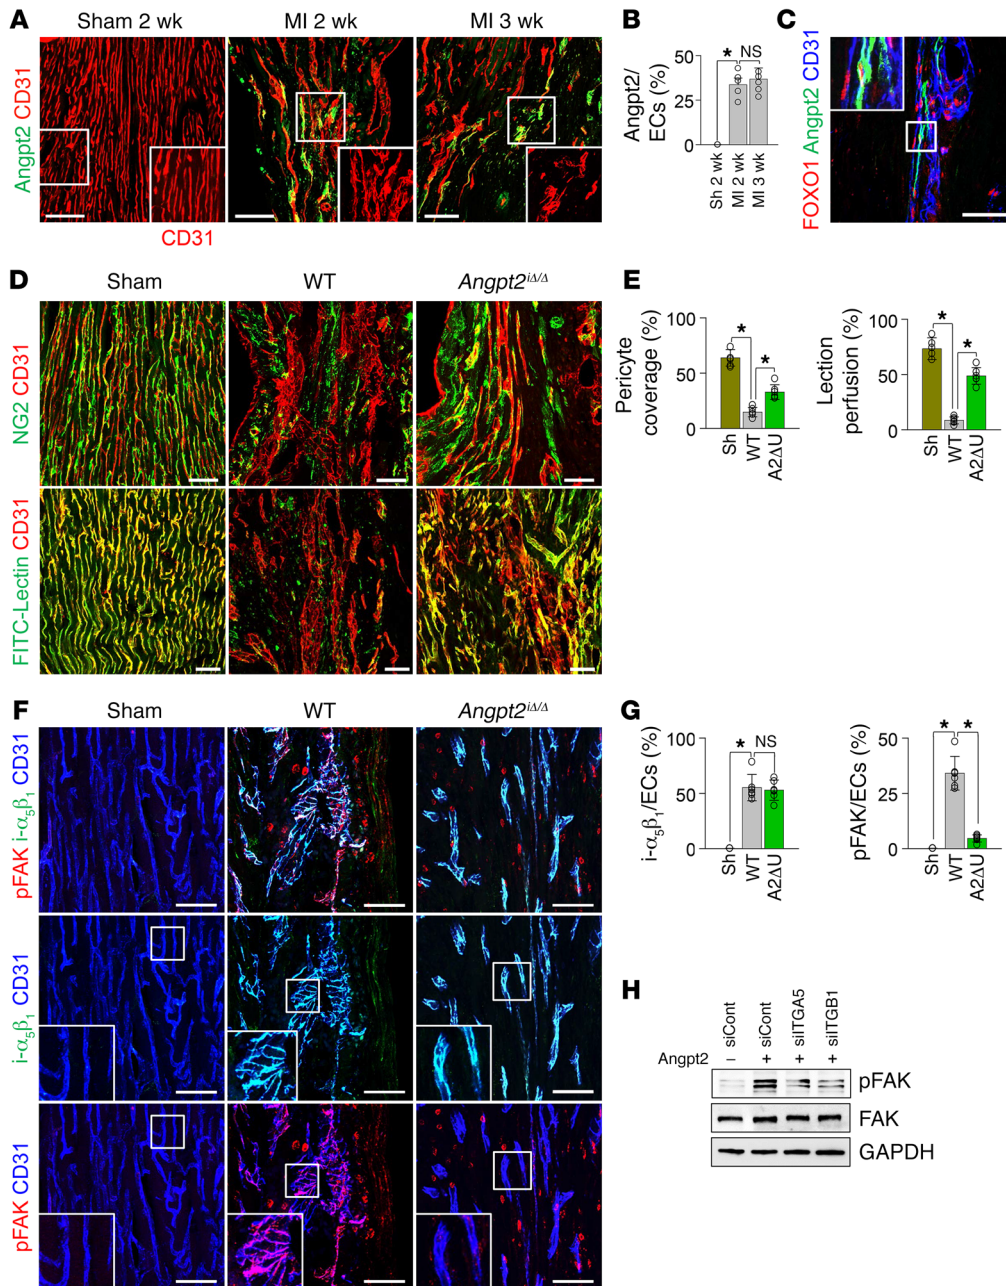 A
Sham 2 wk
MI 2 wk
MI 3 wk
Angpt2 CD31
CD31
B
Angpt2/
ECs (%)
50
25
0
*
NS
Sh 2 wk
MI 2 wk
MI 3 wk
C
FOXO1 Angpt2 CD31
D
Sham
WT
Angpt2^iΔ/Δ
NG2 CD31
FITC-Lectin CD31
E
Pericyte
coverage (%)
100
50
0
*
*
Sh
WT
A2ΔU
Lection
perfusion (%)
100
50
0
*
*
Sh
WT
A2ΔU
F
Sham
WT
Angpt2^iΔ/Δ
pFAK i-α₅β₁ CD31
i-α₅β₁ CD31
pFAK CD31
G
i-α₅β₁/ECs (%)
100
50
0
*
NS
Sh
WT
A2ΔU
pFAK/ECs (%)
50
25
0
*
*
Sh
WT
A2ΔU
H
siCont
siCont
siITGA5
siITGB1
Angpt2 – + + +
pFAK
FAK
GAPDH